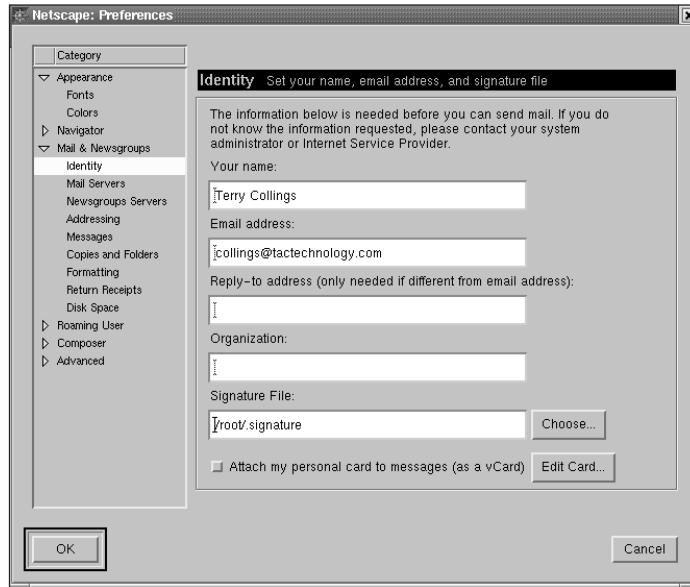 Netscape: Preferences
Category
Appearance
Fonts
Colors
Navigator
Mail & Newsgroups
Identity
Mail Servers
Newsgroups Servers
Addressing
Messages
Copies and Folders
Formatting
Return Receipts
Disk Space
Roaming User
Composer
Advanced
Identity Set your name, email address, and signature file
The information below is needed before you can send mail. If you do
not know the information requested, please contact your system
administrator or Internet Service Provider.
Your name:
Terry Collings
Email address:
collings@tactechnology.com
Reply-to address (only needed if different from email address):
Organization:
Signature File:
/root/.signature
Choose...
Attach my personal card to messages (as a vCard)
Edit Card...
OK
Cancel